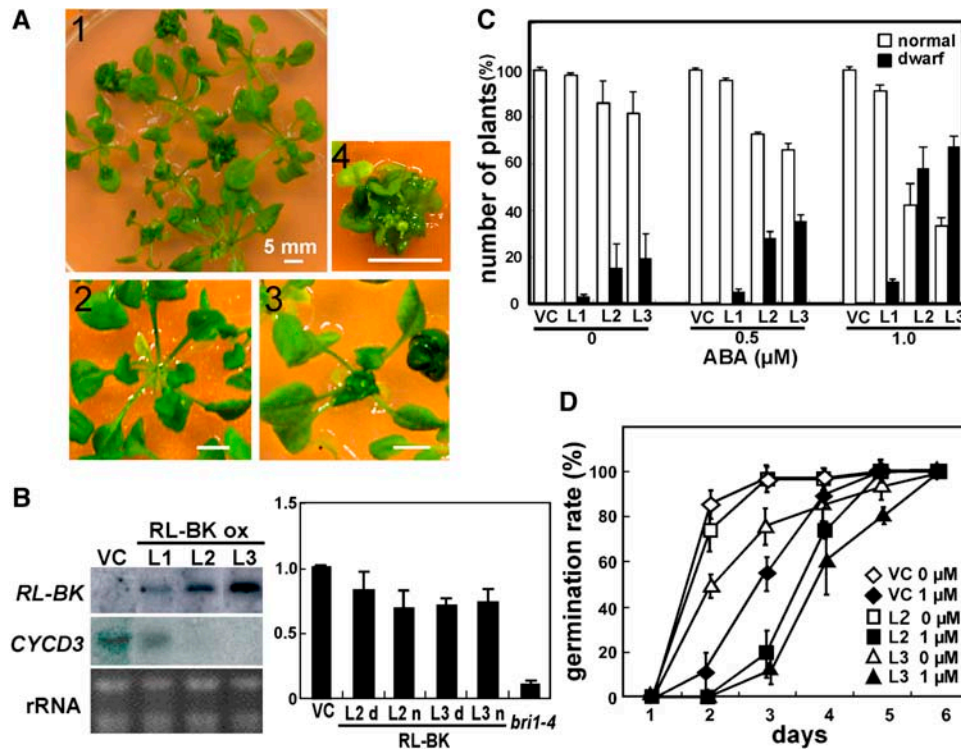 A
1
5 mm
4
2
3
B
RL-BK ox
VC L1 L2 L3
RL-BK
CYCD3
rRNA
1.5
1.0
0.5
0
VC L2 d L2 n L3 d L3 n bri1-4
RL-BK
C
normal
dwarf
number of plants(%)
100
80
60
40
20
0
VC L1 L2 L3 VC L1 L2 L3 VC L1 L2 L3
0 0.5 1.0
ABA (µM)
D
germination rate (%)
100
80
60
40
20
0
VC 0 µM
VC 1 µM
L2 0 µM
L2 1 µM
L3 0 µM
L3 1 µM
1 2 3 4 5 6
days